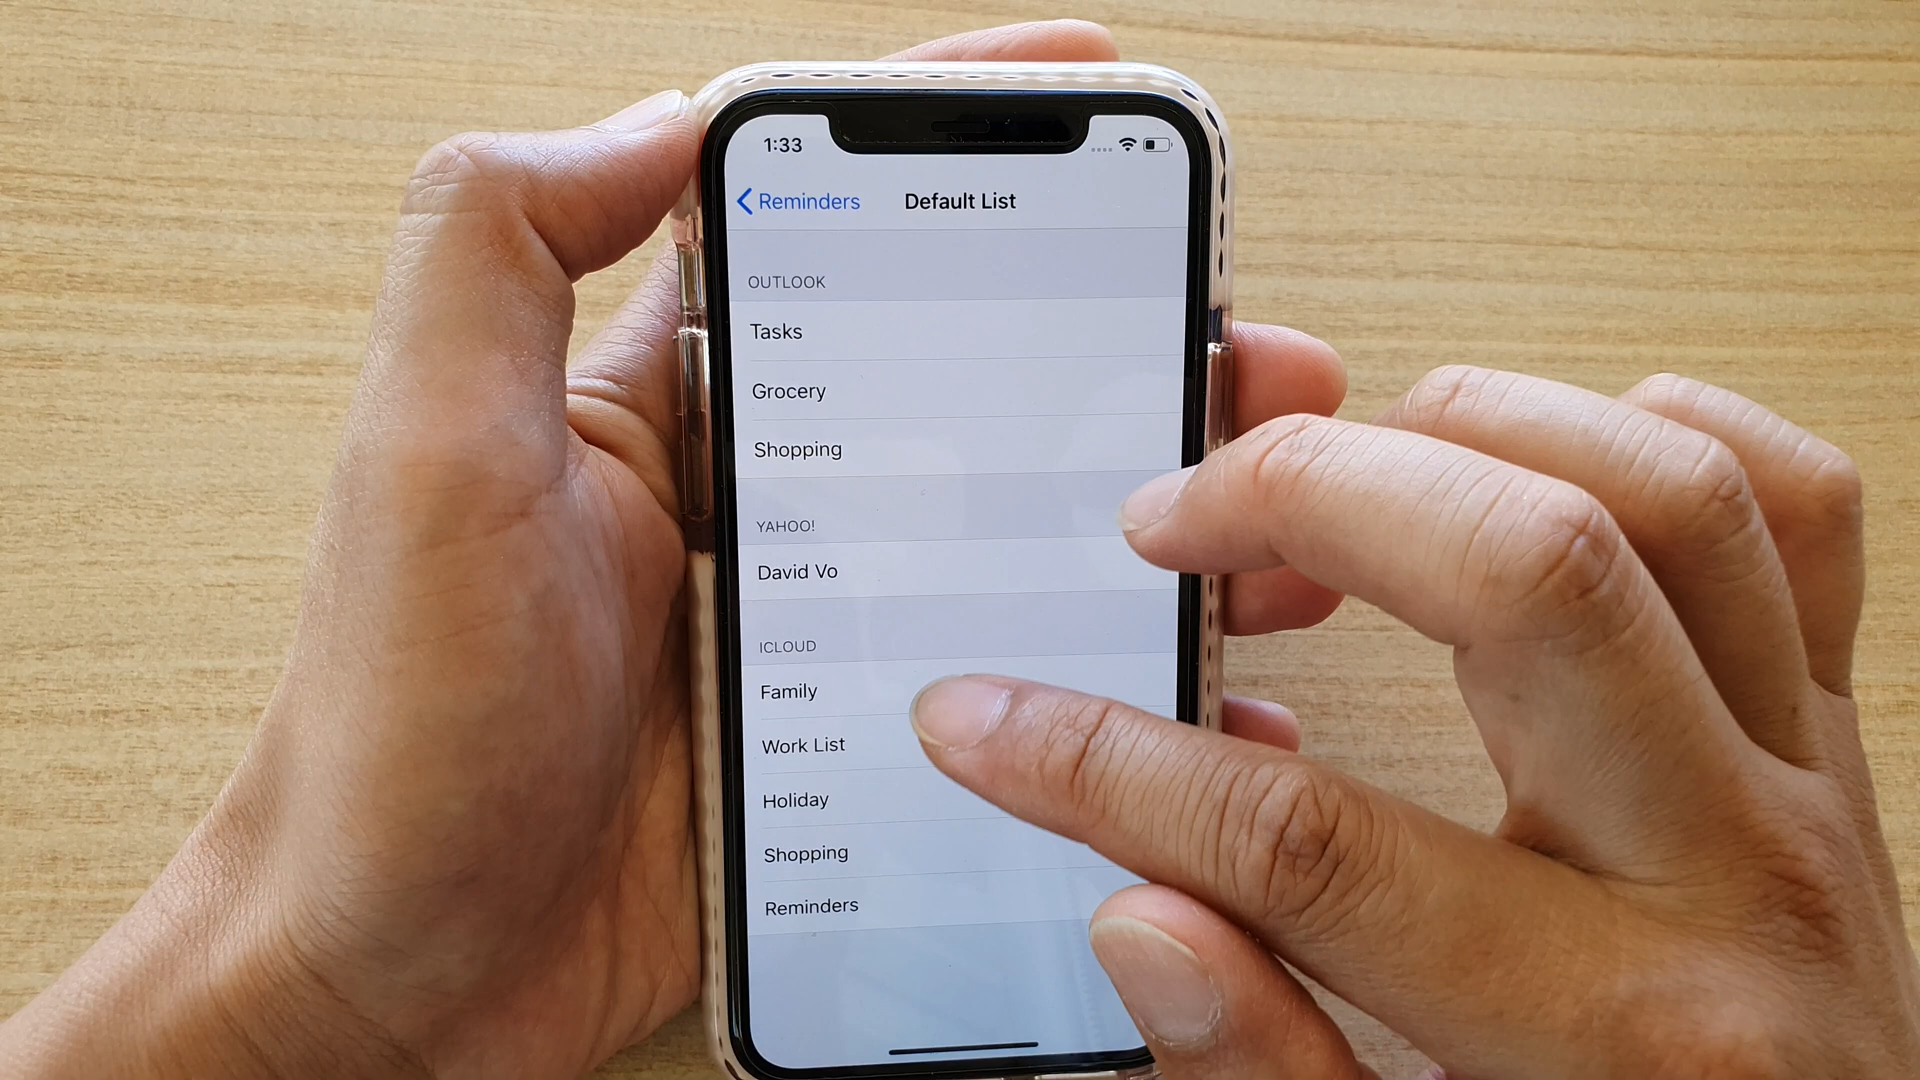 1:33
Reminders Default List
OUTLOOK
Tasks
Grocery
Shopping
YAHOO!
David Vo
ICLOUD
Family
Work List
Holiday
Shopping
Reminders